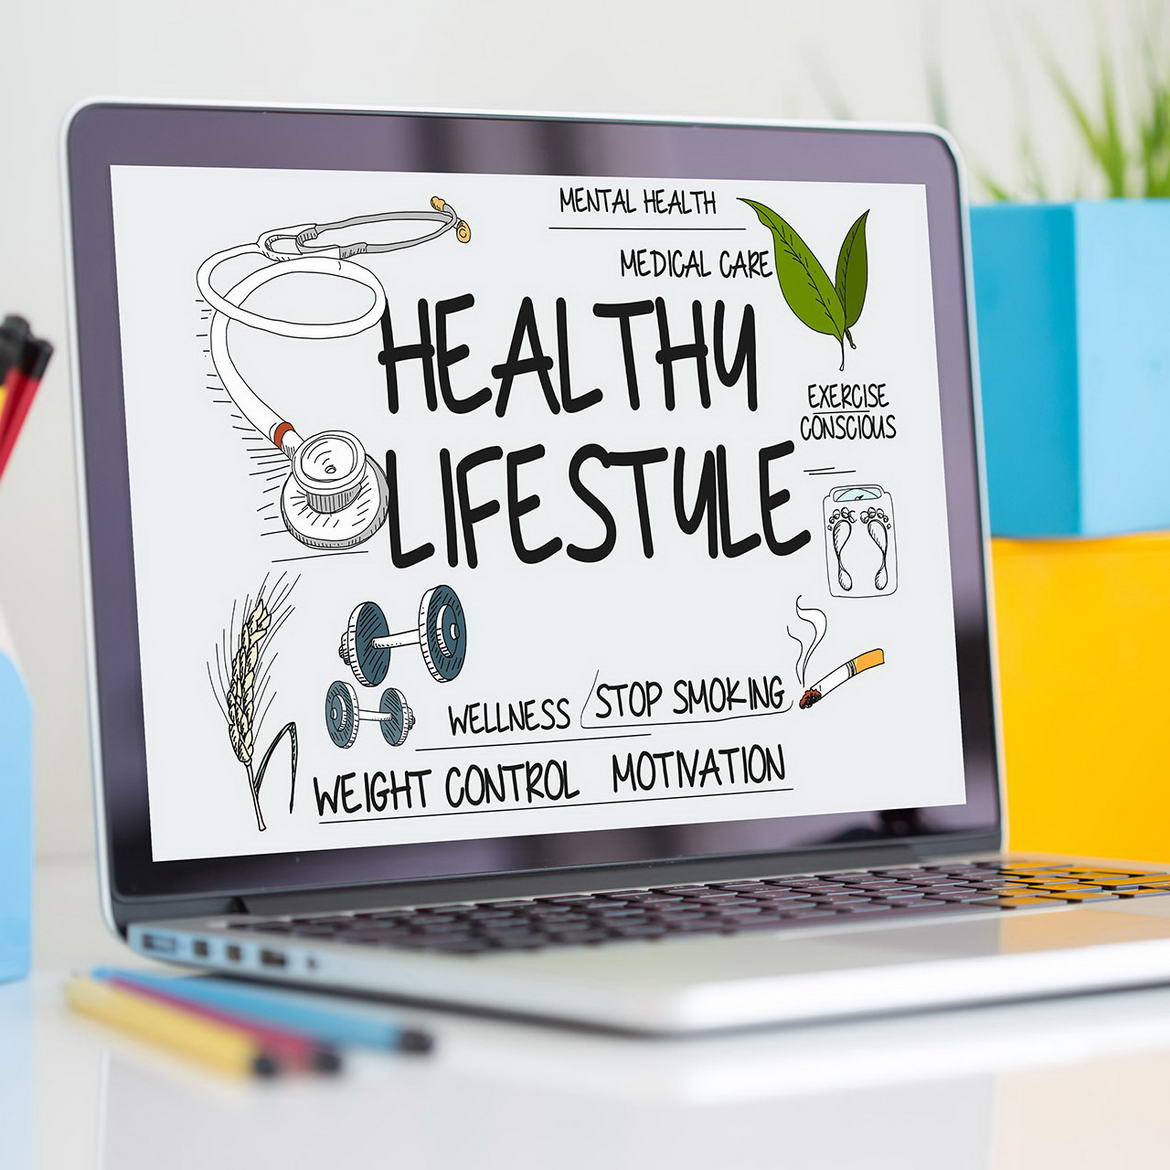 MENTAL HEALTH
MEDICAL CARE
HEALTHY
LIFESTYLE
EXERCISE
CONSCIOUS
WELLNESS STOP SMOKING
WEIGHT CONTROL MOTIVATION